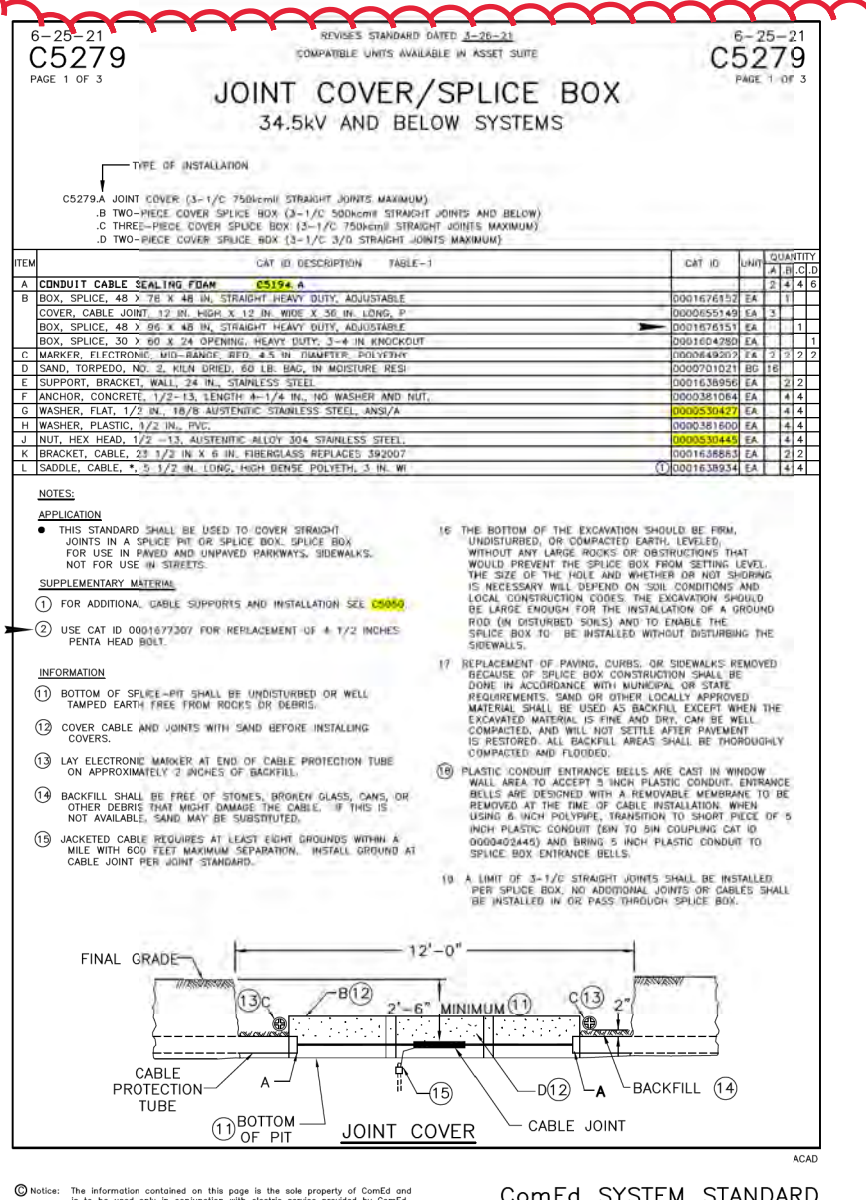 6-25-21
C5279
PAGE 1 OF 3
REVISES STANDARD DATED 3-26-21
COMPATIBLE UNITS AVAILABLE IN ASSET SUITE
6-25-21
C5279
PAGE 1 OF 3
JOINT COVER/SPLICE BOX
34.5kV AND BELOW SYSTEMS
TYPE OF INSTALLATION
C5279.A JOINT COVER (3-1/C 750kcmil STRAIGHT JOINTS MAXIMUM)
.B TWO-PIECE COVER SPLICE BOX (3-1/C 500kcmil STRAIGHT JOINTS AND BELOW)
.C THREE-PIECE COVER SPLICE BOX (3-1/C 750kcmil STRAIGHT JOINTS MAXIMUM)
.D TWO-PIECE COVER SPLICE BOX (3-1/C 3/0 STRAIGHT JOINTS MAXIMUM)
ITEM CAT ID DESCRIPTION TABLE-1 CAT ID UNIT QUANTITY
.A .B .C .D
A CONDUIT CABLE SEALING FOAM C5194.A 2 4 4 6
B BOX, SPLICE, 48 X 78 X 48 IN, STRAIGHT HEAVY DUTY, ADJUSTABLE 0001676152 EA 1
COVER, CABLE JOINT, 12 IN. HIGH X 12 IN. WIDE X 36 IN. LONG, P 0000655149 EA 3
BOX, SPLICE, 48 X 96 X 48 IN, STRAIGHT HEAVY DUTY, ADJUSTABLE 0001676151 EA 1
BOX, SPLICE, 30 X 60 X 24 OPENING, HEAVY DUTY, 3-4 IN KNOCKOUT 0001604280 EA 1
C MARKER, ELECTRONIC, MID-RANGE, RED, 4.5 IN. DIAMETER, POLYETHY 0000649202 EA 2 2 2 2
D SAND, TORPEDO, NO. 2, KILN DRIED, 60 LB. BAG, IN MOISTURE RESI 0000701021 BG 16
E SUPPORT, BRACKET, WALL, 24 IN., STAINLESS STEEL 0001638956 EA 2 2
F ANCHOR, CONCRETE, 1/2-13, LENGTH 4-1/4 IN., NO WASHER AND NUT, 0000381064 EA 4 4
G WASHER, FLAT, 1/2 IN., 18/8 AUSTENITIC STAINLESS STEEL, ANSI/A 0000530427 EA 4 4
H WASHER, PLASTIC, 1/2 IN., PVC, 0000381600 EA 4 4
J NUT, HEX HEAD, 1/2 -13, AUSTENITIC ALLOY 304 STAINLESS STEEL, 0000530445 EA 4 4
K BRACKET, CABLE, 23 1/2 IN X 6 IN. FIBERGLASS REPLACES 392007 0001638883 EA 2 2
L SADDLE, CABLE, *, 5 1/2 IN. LONG, HIGH DENSE POLYETH, 3 IN. WI 1 0001638934 EA 4 4
NOTES:
APPLICATION
● THIS STANDARD SHALL BE USED TO COVER STRAIGHT
JOINTS IN A SPLICE PIT OR SPLICE BOX. SPLICE BOX
FOR USE IN PAVED AND UNPAVED PARKWAYS, SIDEWALKS.
NOT FOR USE IN STREETS.
SUPPLEMENTARY MATERIAL
1 FOR ADDITIONAL CABLE SUPPORTS AND INSTALLATION SEE C5050
2 USE CAT ID 0001677307 FOR REPLACEMENT OF 4 1/2 INCHES
PENTA HEAD BOLT.
INFORMATION
11 BOTTOM OF SPLICE-PIT SHALL BE UNDISTURBED OR WELL
TAMPED EARTH FREE FROM ROCKS OR DEBRIS.
12 COVER CABLE AND JOINTS WITH SAND BEFORE INSTALLING
COVERS.
13 LAY ELECTRONIC MARKER AT END OF CABLE PROTECTION TUBE
ON APPROXIMATELY 2 INCHES OF BACKFILL.
14 BACKFILL SHALL BE FREE OF STONES, BROKEN GLASS, CANS, OR
OTHER DEBRIS THAT MIGHT DAMAGE THE CABLE. IF THIS IS
NOT AVAILABLE, SAND MAY BE SUBSTITUTED.
15 JACKETED CABLE REQUIRES AT LEAST EIGHT GROUNDS WITHIN A
MILE WITH 600 FEET MAXIMUM SEPARATION. INSTALL GROUND AT
CABLE JOINT PER JOINT STANDARD.
16 THE BOTTOM OF THE EXCAVATION SHOULD BE FIRM,
UNDISTURBED, OR COMPACTED EARTH, LEVELED,
WITHOUT ANY LARGE ROCKS OR OBSTRUCTIONS THAT
WOULD PREVENT THE SPLICE BOX FROM SETTING LEVEL.
THE SIZE OF THE HOLE AND WHETHER OR NOT SHORING
IS NECESSARY WILL DEPEND ON SOIL CONDITIONS AND
LOCAL CONSTRUCTION CODES. THE EXCAVATION SHOULD
BE LARGE ENOUGH FOR THE INSTALLATION OF A GROUND
ROD (IN DISTURBED SOILS) AND TO ENABLE THE
SPLICE BOX TO BE INSTALLED WITHOUT DISTURBING THE
SIDEWALLS.
17 REPLACEMENT OF PAVING, CURBS, OR SIDEWALKS REMOVED
BECAUSE OF SPLICE BOX CONSTRUCTION SHALL BE
DONE IN ACCORDANCE WITH MUNICIPAL OR STATE
REQUIREMENTS. SAND OR OTHER LOCALLY APPROVED
MATERIAL SHALL BE USED AS BACKFILL EXCEPT WHEN THE
EXCAVATED MATERIAL IS FINE AND DRY, CAN BE WELL
COMPACTED, AND WILL NOT SETTLE AFTER PAVEMENT
IS RESTORED. ALL BACKFILL AREAS SHALL BE THOROUGHLY
COMPACTED AND FLOODED.
18 PLASTIC CONDUIT ENTRANCE BELLS ARE CAST IN WINDOW
WALL AREA TO ACCEPT 5 INCH PLASTIC CONDUIT. ENTRANCE
BELLS ARE DESIGNED WITH A REMOVABLE MEMBRANE TO BE
REMOVED AT THE TIME OF CABLE INSTALLATION. WHEN
USING 6 INCH POLYPIPE, TRANSITION TO SHORT PIECE OF 5
INCH PLASTIC CONDUIT (6IN TO 5IN COUPLING CAT ID
0000402445) AND BRING 5 INCH PLASTIC CONDUIT TO
SPLICE BOX ENTRANCE BELLS.
19 A LIMIT OF 3-1/C STRAIGHT JOINTS SHALL BE INSTALLED
PER SPLICE BOX, NO ADDITIONAL JOINTS OR CABLES SHALL
BE INSTALLED IN OR PASS THROUGH SPLICE BOX.
12'-0"
FINAL GRADE
13 C
B 12
2'-6" MINIMUM 11
C 13
2"
CABLE
PROTECTION
TUBE
A
15
D 12
A
BACKFILL 14
11 BOTTOM
OF PIT
JOINT COVER
CABLE JOINT
ACAD
© Notice: The information contained on this page is the sole property of ComEd and
is to be used only in conjunction with electric service provided by ComEd.
ComEd SYSTEM STANDARD